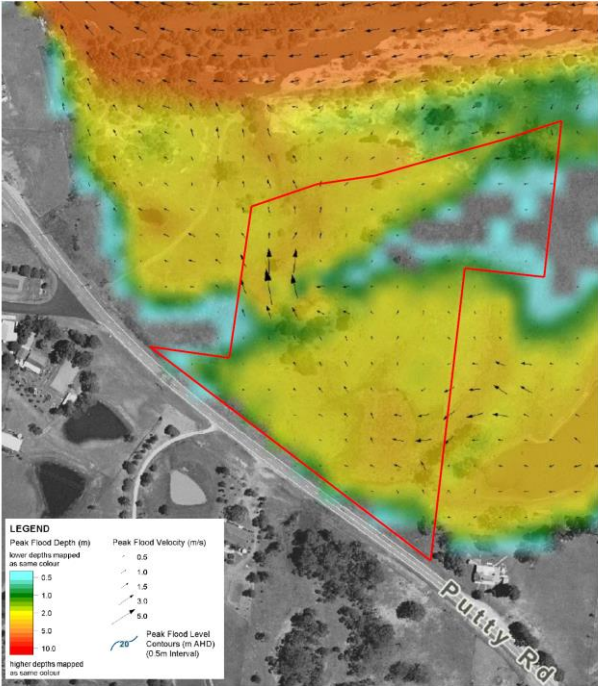 Putty Rd
LEGEND
Peak Flood Depth (m)
lower depths mapped
as same colour
0.5
1.0
2.0
5.0
10.0
higher depths mapped
as same colour
Peak Flood Velocity (m/s)
0.5
1.0
1.5
3.0
5.0
20
Peak Flood Level
Contours (m AHD)
(0.5m Interval)